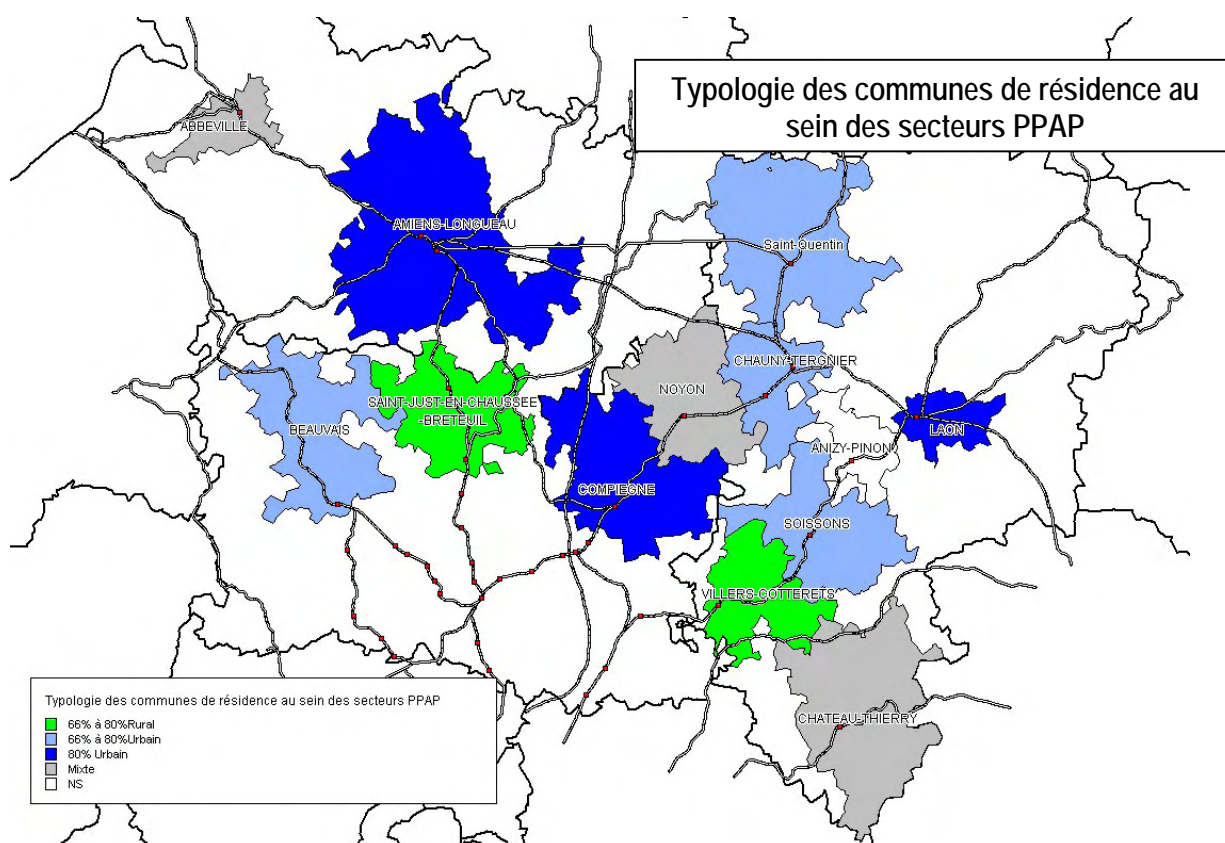 Typologie des communes de résidence au
sein des secteurs PPAP
ABBEVILLE
AMIENS-LONGUEAU
Saint-Quentin
CHAUNY-TERGNIER
NOYON
SAINT-JUST-EN-CHAUSSEE
-BRETEUIL
BEAUVAIS
LAON
ANIZY-PINON
COMPIEGNE
SOISSONS
VILLERS-COTTERETS
CHATEAU-THIERRY
Typologie des communes de résidence au sein des secteurs PPAP
66% à 80%Rural
66% à 80%Urbain
80% Urbain
Mixte
NS